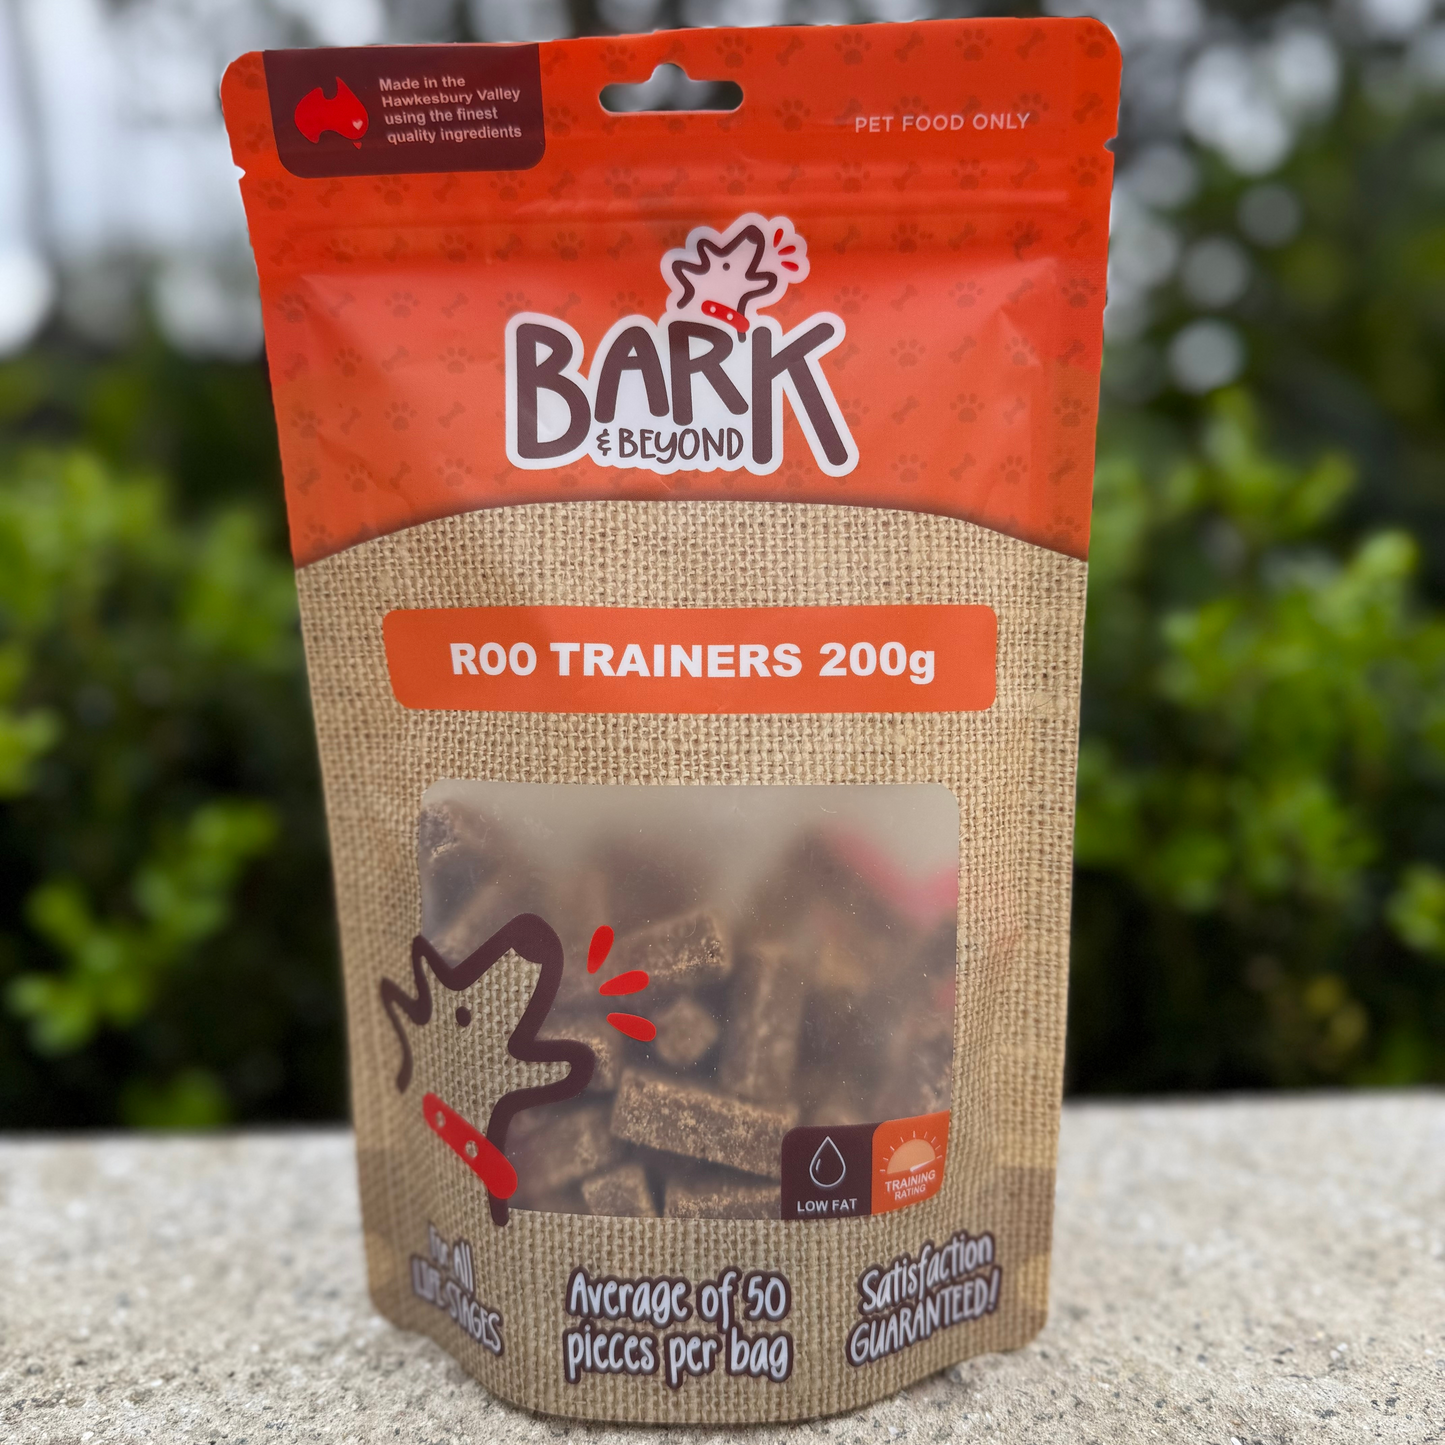 Made in the
Hawkesbury Valley
using the finest
quality ingredients
PET FOOD ONLY
BARK
& BEYOND
ROO TRAINERS 200g
LOW FAT
TRAINING
RATING
For All
LIFE-STAGES
Average of 50
pieces per bag
Satisfaction
GUARANTEED!